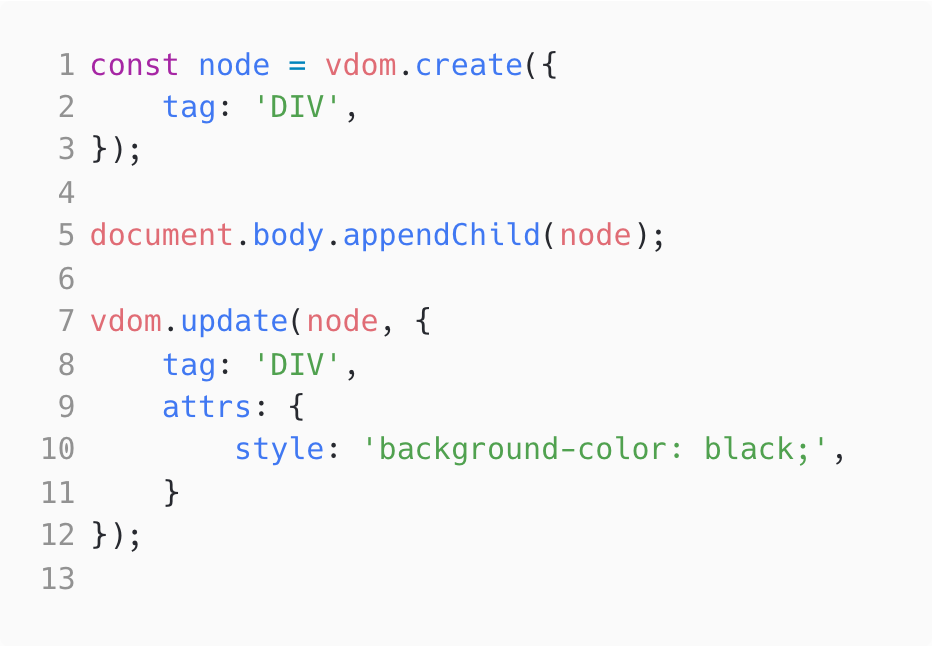 1 const node = vdom.create({
2     tag: 'DIV',
3 });
4
5 document.body.appendChild(node);
6
7 vdom.update(node, {
8     tag: 'DIV',
9     attrs: {
10         style: 'background-color: black;',
11     }
12 });
13